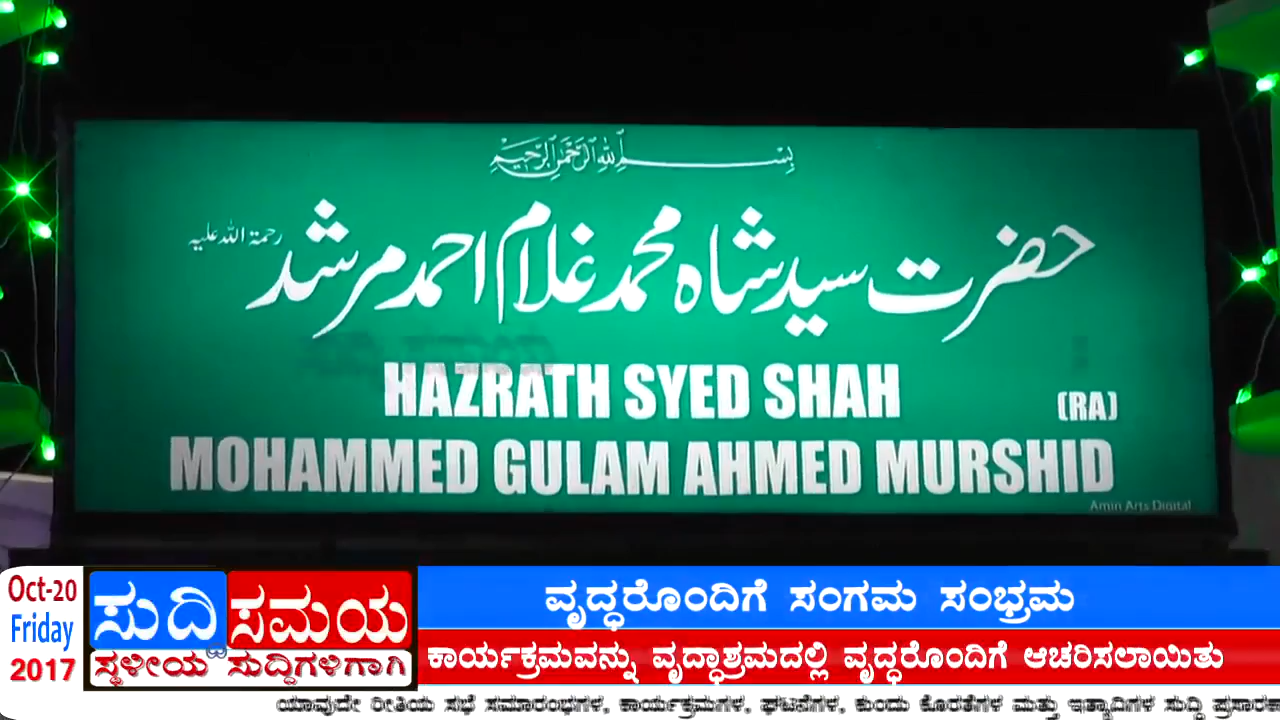 بسم الله الرحمن الرحيم
حضرت سید شاہ محمد غلام احمد مرشد رحمة الله عليه
HAZRATH SYED SHAH
(RA)
MOHAMMED GULAM AHMED MURSHID
Amin Arts Digital
Oct-20
Friday
2017
ಸುದ್ದಿ ಸಮಯ
ಸ್ಥಳೀಯ ಸುದ್ದಿಗಳಿಗಾಗಿ
ವೃದ್ಧರೊಂದಿಗೆ ಸಂಗಮ ಸಂಭ್ರಮ
ಕಾರ್ಯಕ್ರಮವನ್ನು ವೃದ್ಧಾಶ್ರಮದಲ್ಲಿ ವೃದ್ಧರೊಂದಿಗೆ ಆಚರಿಸಲಾಯಿತು
ಯಾವುದೇ ರೀತಿಯ ಸಭೆ ಸಮಾರಂಭಗಳ, ಕಾರ್ಯಕ್ರಮಗಳ, ಘಟನೆಗಳ, ಕುಂದು ಕೊರತೆಗಳ ಮತ್ತು ಇತ್ಯಾದಿಗಳ ಸುದ್ದಿ